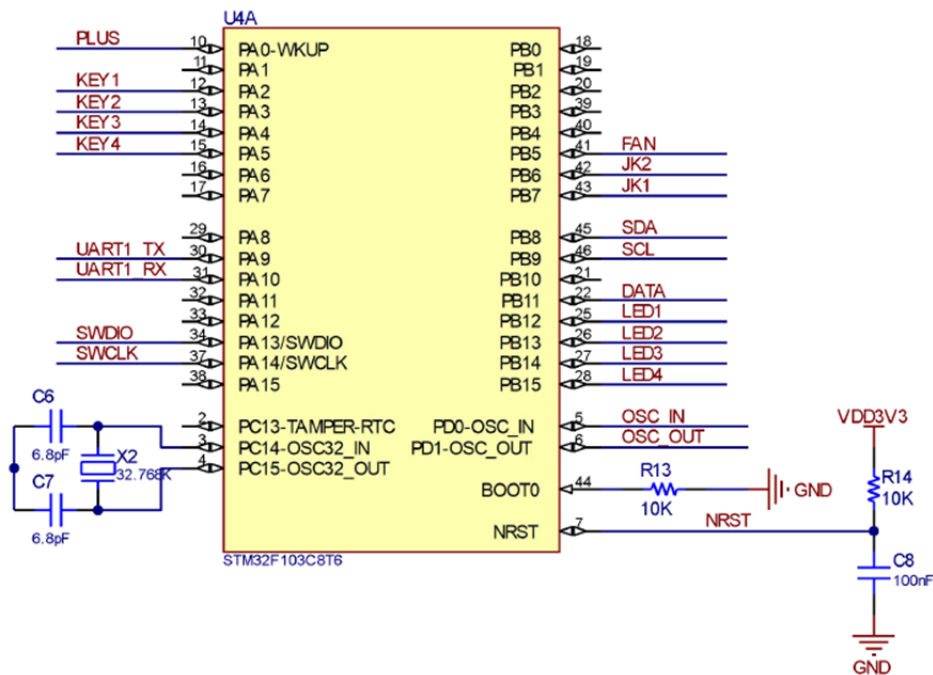 U4A
PLUS 10 PA0-WKUP PB0 18
11 PA1 PB1 19
KEY1 12 PA2 PB2 20
KEY2 13 PA3 PB3 39
KEY3 14 PA4 PB4 40
KEY4 15 PA5 PB5 41 FAN
16 PA6 PB6 42 JK2
17 PA7 PB7 43 JK1
29 PA8 PB8 45 SDA
UART1_TX 30 PA9 PB9 46 SCL
UART1_RX 31 PA10 PB10 21
32 PA11 PB11 22 DATA
33 PA12 PB12 25 LED1
SWDIO 34 PA13/SWDIO PB13 26 LED2
SWCLK 37 PA14/SWCLK PB14 27 LED3
38 PA15 PB15 28 LED4
2 PC13-TAMPER-RTC PD0-OSC_IN 5 OSC_IN
3 PC14-OSC32_IN PD1-OSC_OUT 6 OSC_OUT
4 PC15-OSC32_OUT
C6
6.8pF
X2
32.768K
C7
6.8pF
BOOT0 44 R13
10K
GND
NRST 7 NRST
VDD3V3
R14
10K
C8
100nF
GND
STM32F103C8T6